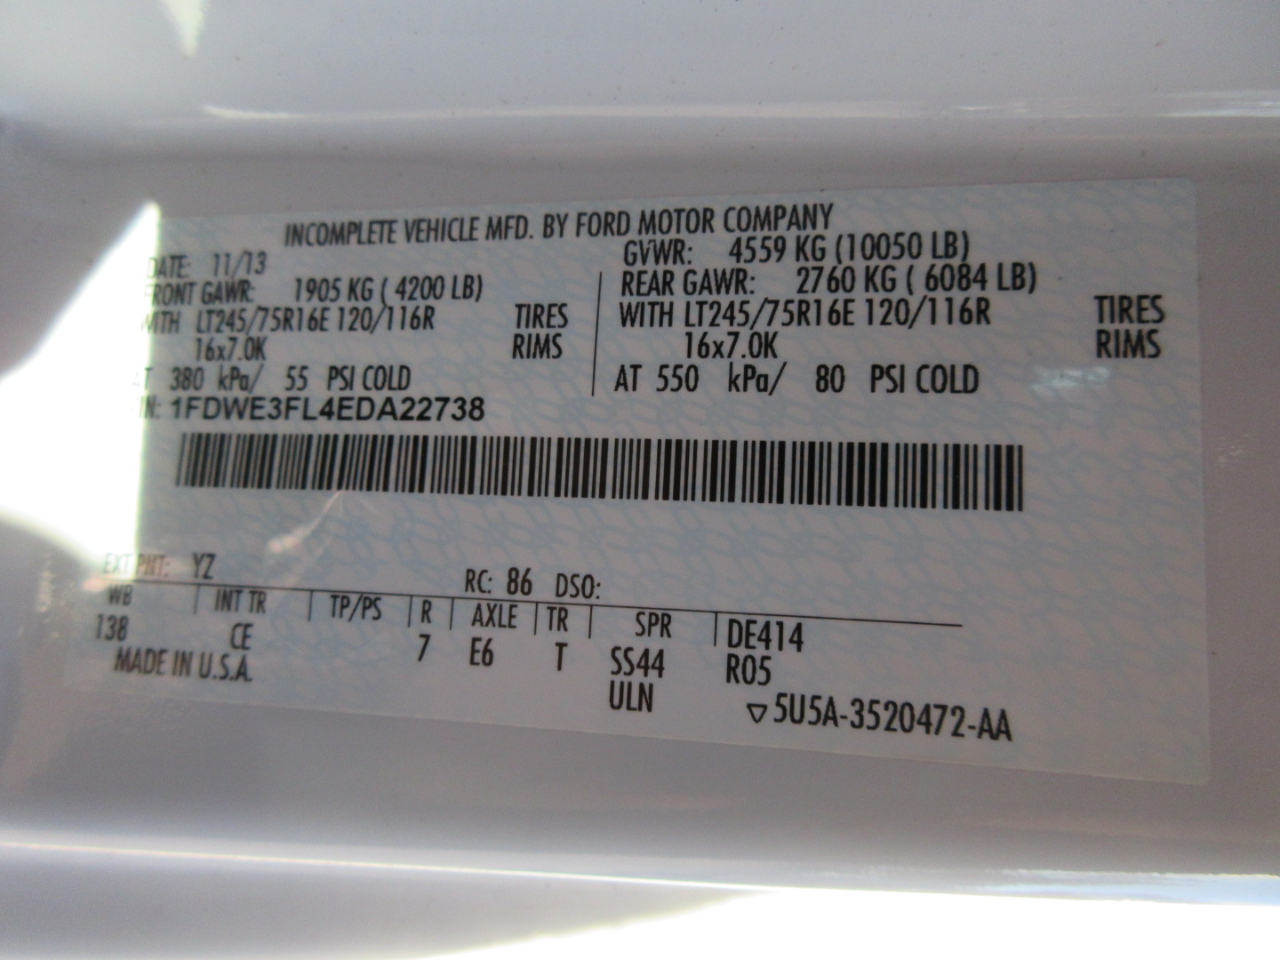 INCOMPLETE VEHICLE MFD. BY FORD MOTOR COMPANY
DATE: 11/13
GVWR: 4559 KG (10050 LB)
FRONT GAWR: 1905 KG ( 4200 LB)
REAR GAWR: 2760 KG ( 6084 LB)
WITH LT245/75R16E 120/116R TIRES
WITH LT245/75R16E 120/116R TIRES
16x7.0K RIMS
16x7.0K RIMS
AT 380 kPa/ 55 PSI COLD
AT 550 kPa/ 80 PSI COLD
VIN: 1FDWE3FL4EDA22738
EXT PNT: YZ RC: 86 DSO:
WB INT TR TP/PS R AXLE TR SPR DE414
138 CE 7 E6 T SS44 R05
MADE IN U.S.A. ULN ▽5U5A-3520472-AA